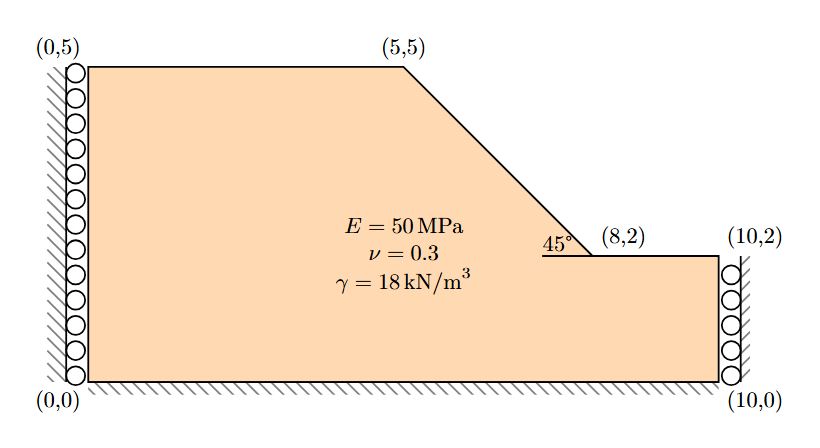 (0,5)
(5,5)
E = 50 MPa
ν = 0.3
γ = 18 kN/m³
45°
(8,2)
(10,2)
(0,0)
(10,0)